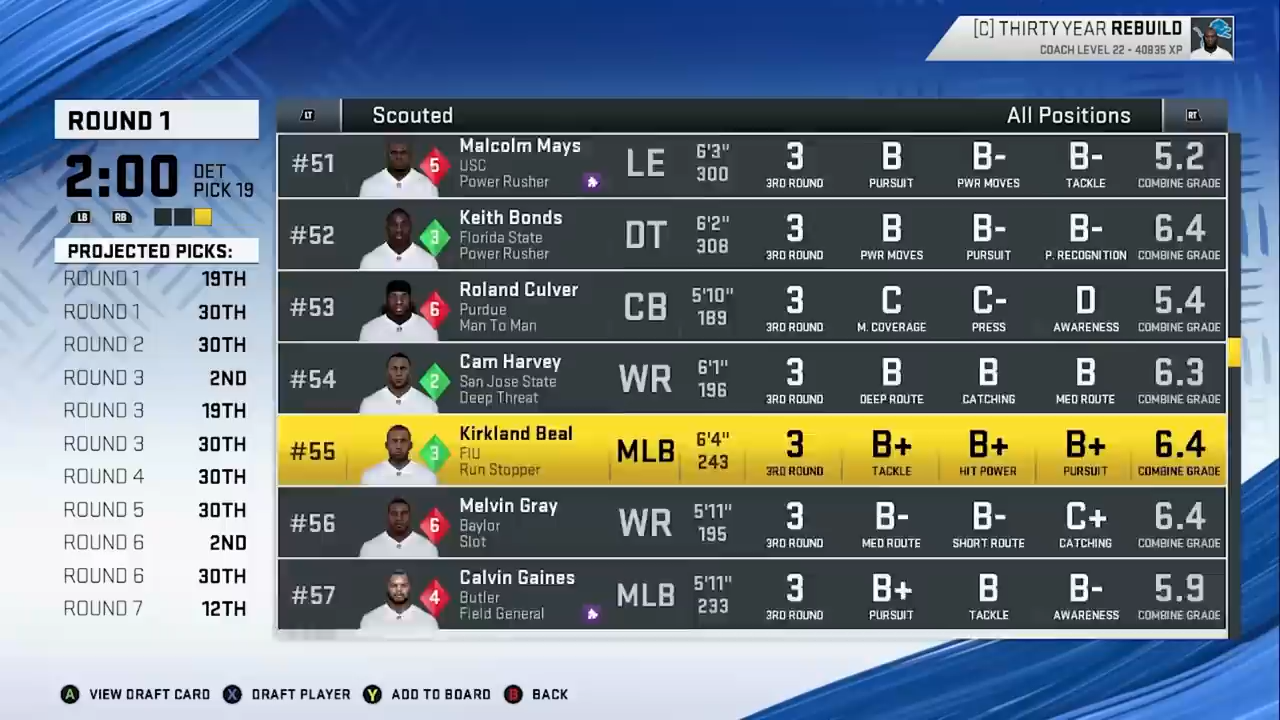 [C] THIRTY YEAR REBUILD
COACH LEVEL 22 - 40835 XP
ROUND 1
2:00 DET PICK 19
LB RB
PROJECTED PICKS:
ROUND 1 19TH
ROUND 1 30TH
ROUND 2 30TH
ROUND 3 2ND
ROUND 3 19TH
ROUND 3 30TH
ROUND 4 30TH
ROUND 5 30TH
ROUND 6 2ND
ROUND 6 30TH
ROUND 7 12TH
LT Scouted All Positions RT
#51 5 Malcolm Mays LE 6'3" 3 B B- B- 5.2
USC
Power Rusher 300 3RD ROUND PURSUIT PWR MOVES TACKLE COMBINE GRADE
#52 3 Keith Bonds DT 6'2" 3 B B- B- 6.4
Florida State
Power Rusher 308 3RD ROUND PWR MOVES PURSUIT P. RECOGNITION COMBINE GRADE
#53 6 Roland Culver CB 5'10" 3 C C- D 5.4
Purdue
Man To Man 189 3RD ROUND M. COVERAGE PRESS AWARENESS COMBINE GRADE
#54 2 Cam Harvey WR 6'1" 3 B B B 6.3
San Jose State
Deep Threat 196 3RD ROUND DEEP ROUTE CATCHING MED ROUTE COMBINE GRADE
#55 3 Kirkland Beal MLB 6'4" 3 B+ B+ B+ 6.4
FIU
Run Stopper 243 3RD ROUND TACKLE HIT POWER PURSUIT COMBINE GRADE
#56 6 Melvin Gray WR 5'11" 3 B- B- C+ 6.4
Baylor
Slot 195 3RD ROUND MED ROUTE SHORT ROUTE CATCHING COMBINE GRADE
#57 4 Calvin Gaines MLB 5'11" 3 B+ B B- 5.9
Butler
Field General 233 3RD ROUND PURSUIT TACKLE AWARENESS COMBINE GRADE
A VIEW DRAFT CARD X DRAFT PLAYER Y ADD TO BOARD B BACK